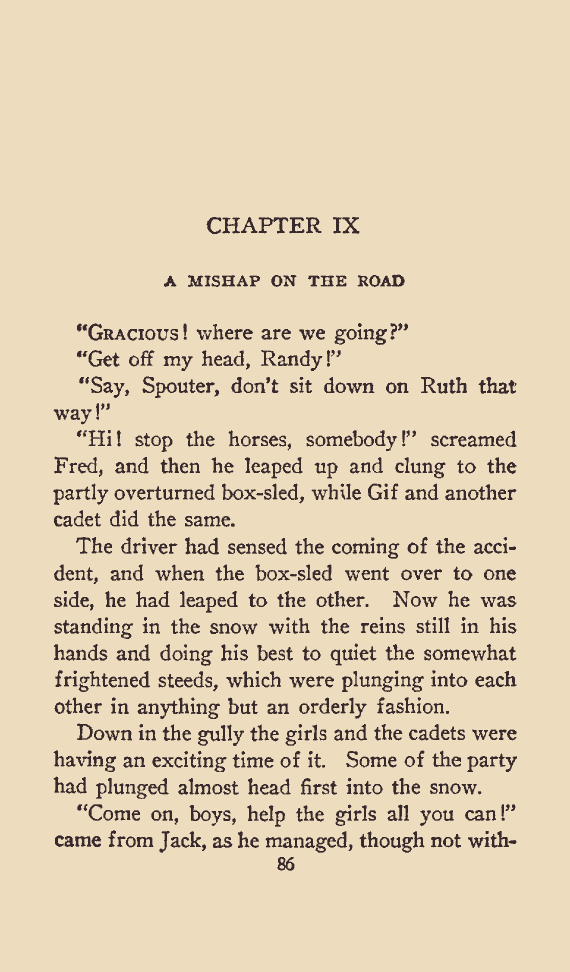 CHAPTER IX
A MISHAP ON THE ROAD
“GRACIOUS! where are we going?”
“Get off my head, Randy!”
“Say, Spouter, don’t sit down on Ruth that
way!”
“Hi! stop the horses, somebody!” screamed
Fred, and then he leaped up and clung to the
partly overturned box-sled, while Gif and another
cadet did the same.
The driver had sensed the coming of the acci-
dent, and when the box-sled went over to one
side, he had leaped to the other. Now he was
standing in the snow with the reins still in his
hands and doing his best to quiet the somewhat
frightened steeds, which were plunging into each
other in anything but an orderly fashion.
Down in the gully the girls and the cadets were
having an exciting time of it. Some of the party
had plunged almost head first into the snow.
“Come on, boys, help the girls all you can!”
came from Jack, as he managed, though not with-
86